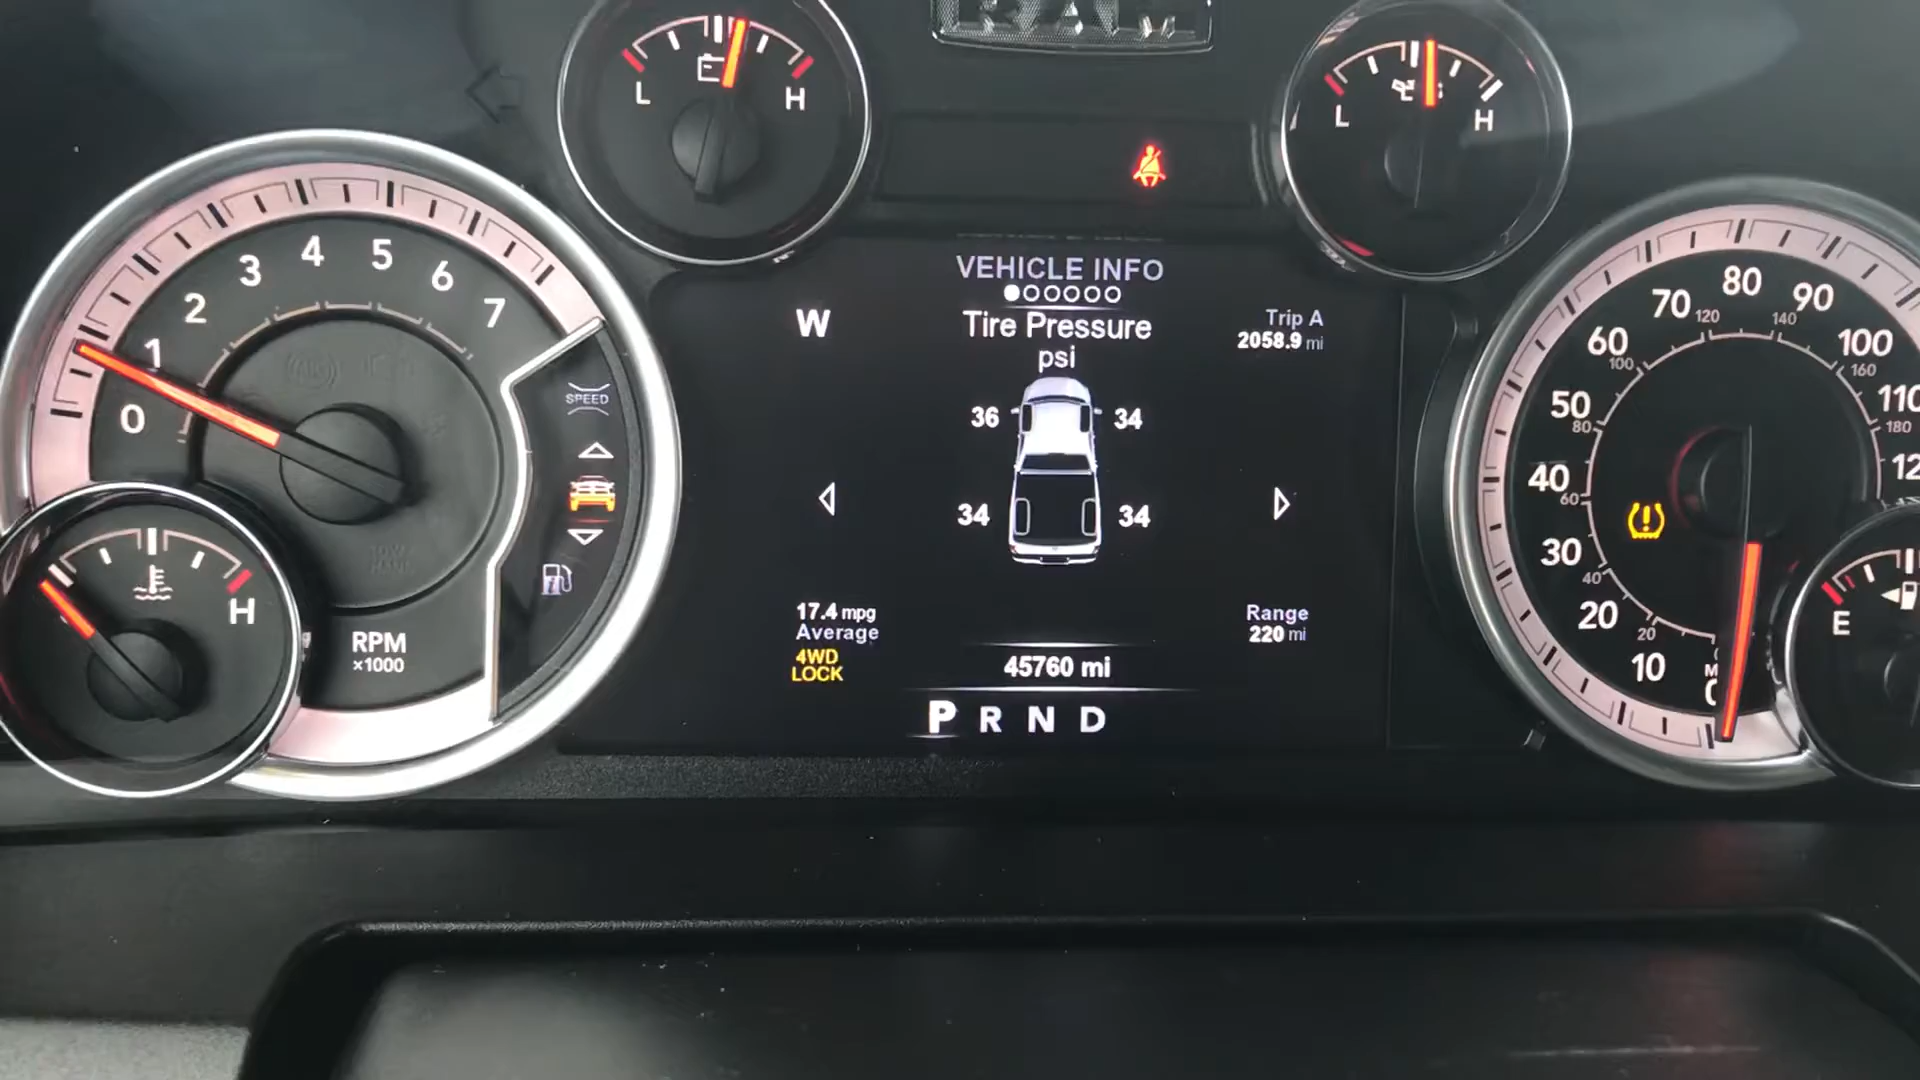 RAM
L H
L H
VEHICLE INFO
W
Tire Pressure
psi
Trip A
2058.9 mi
36 34
34 34
17.4 mpg
Average
4WD
LOCK
Range
220 mi
45760 mi
P R N D
0 1 2 3 4 5 6 7
SPEED
RPM
×1000
H
0 10 20 30 40 50 60 70 80 90 100 110
20 40 60 80 100 120 140 160 180
E